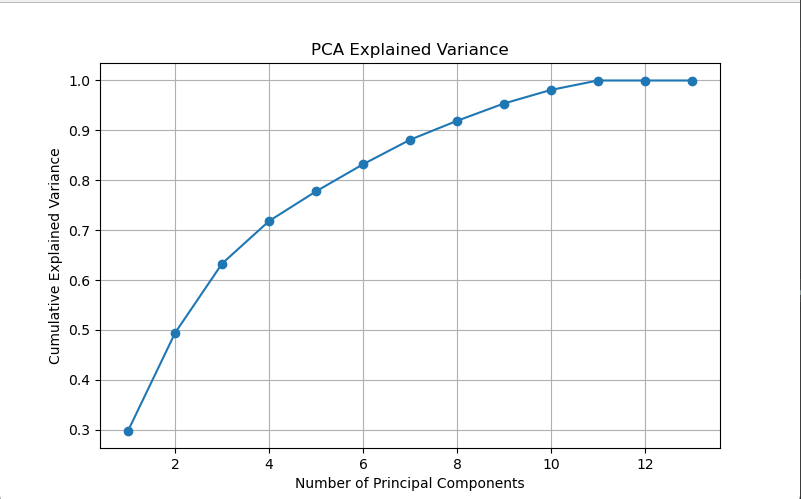 PCA Explained Variance
1.0
0.9
0.8
0.7
0.6
0.5
0.4
0.3
Cumulative Explained Variance
2 4 6 8 10 12
Number of Principal Components